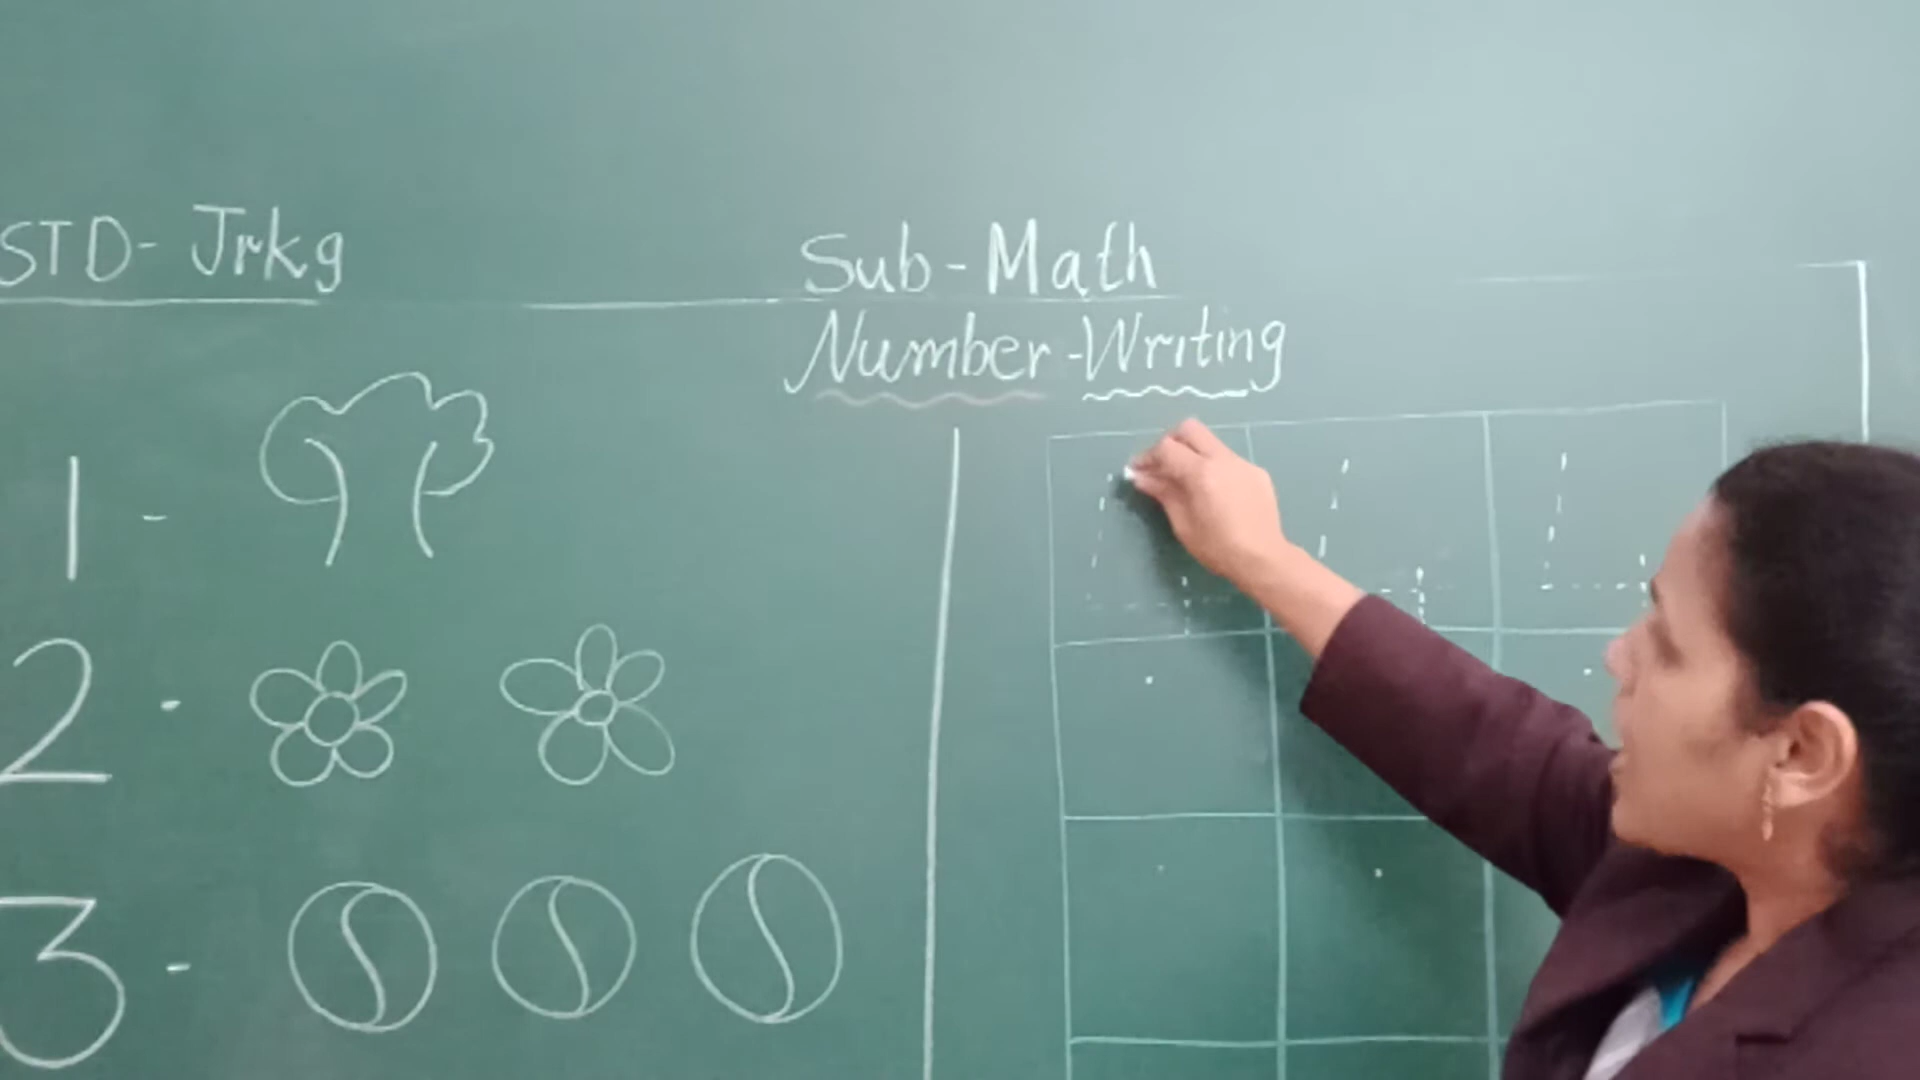 STD- Jrkg
Sub-Math
Number-Writing
1 -
2 -
3 -